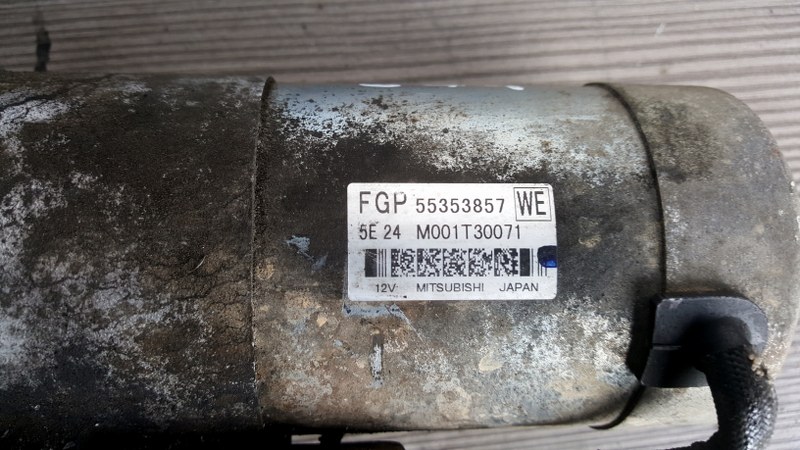 FGP 55353857 WE
5E 24 M001T30071
12V MITSUBISHI JAPAN